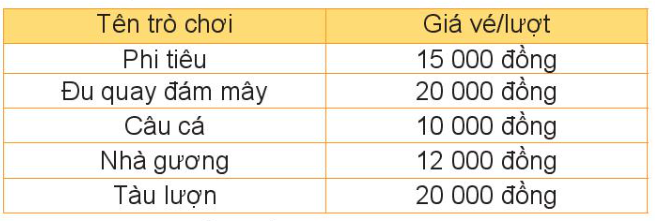 Tên trò chơi Giá vé/lượt
Phi tiêu 15 000 đồng
Đu quay đám mây 20 000 đồng
Câu cá 10 000 đồng
Nhà gương 12 000 đồng
Tàu lượn 20 000 đồng